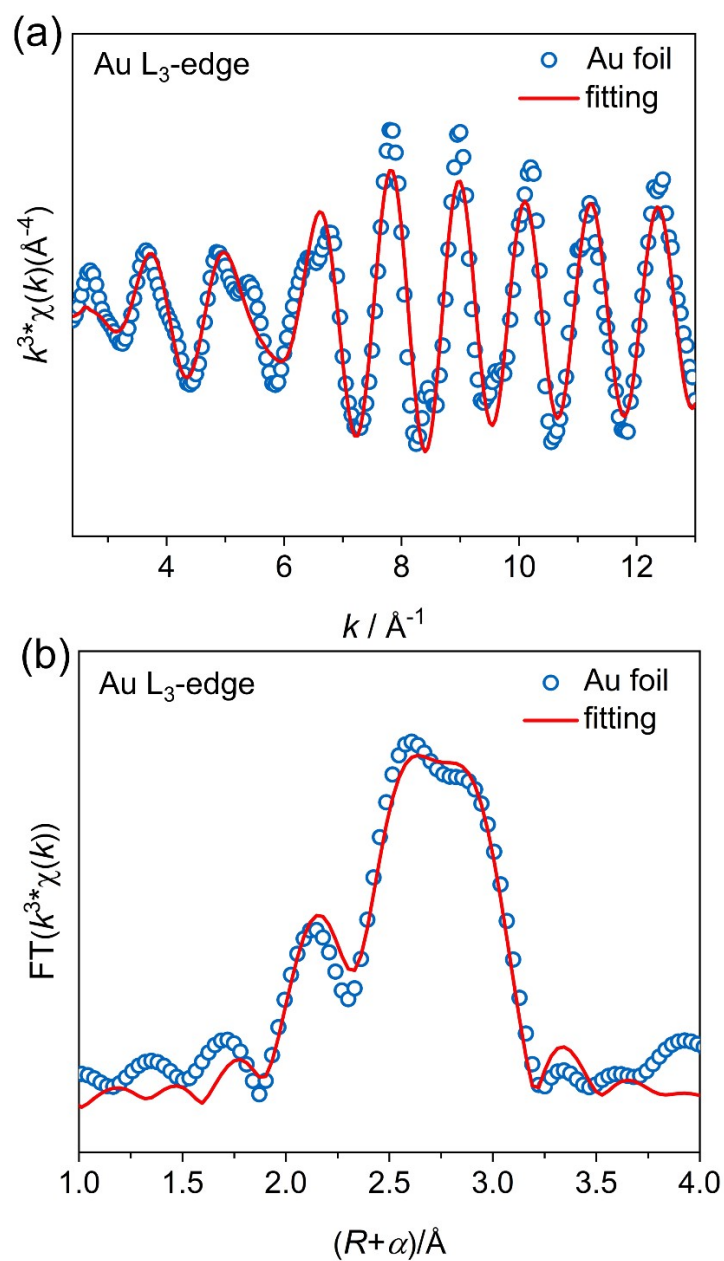 (a)
Au L₃-edge
Au foil
fitting
k³*χ(k)(Å⁻⁴)
4 6 8 10 12
k / Å⁻¹
(b)
Au L₃-edge
Au foil
fitting
FT(k³*χ(k))
1.0 1.5 2.0 2.5 3.0 3.5 4.0
(R+α)/Å